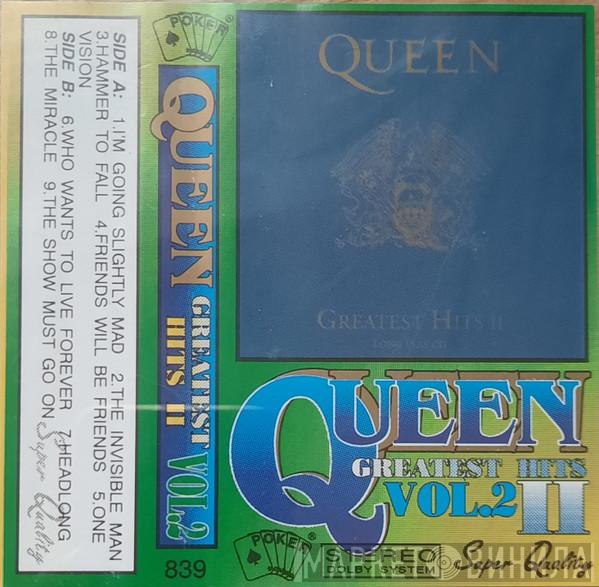 SIDE A: 1.I'M GOING SLIGHTLY MAD 2.THE INVISIBLE MAN
3.HAMMER TO FALL 4.FRIENDS WILL BE FRIENDS 5.ONE
VISION
SIDE B: 6.WHO WANTS TO LIVE FOREVER 7.HEADLONG
8.THE MIRACLE 9.THE SHOW MUST GO ON
Super Quality
POKER
QUEEN
GREATEST
HITS II
VOL.2
POKER
839
QUEEN
GREATEST HITS II
QUEEN
GREATEST HITS
VOL.2
II
STEREO
DOLBY SYSTEM
Super Quality